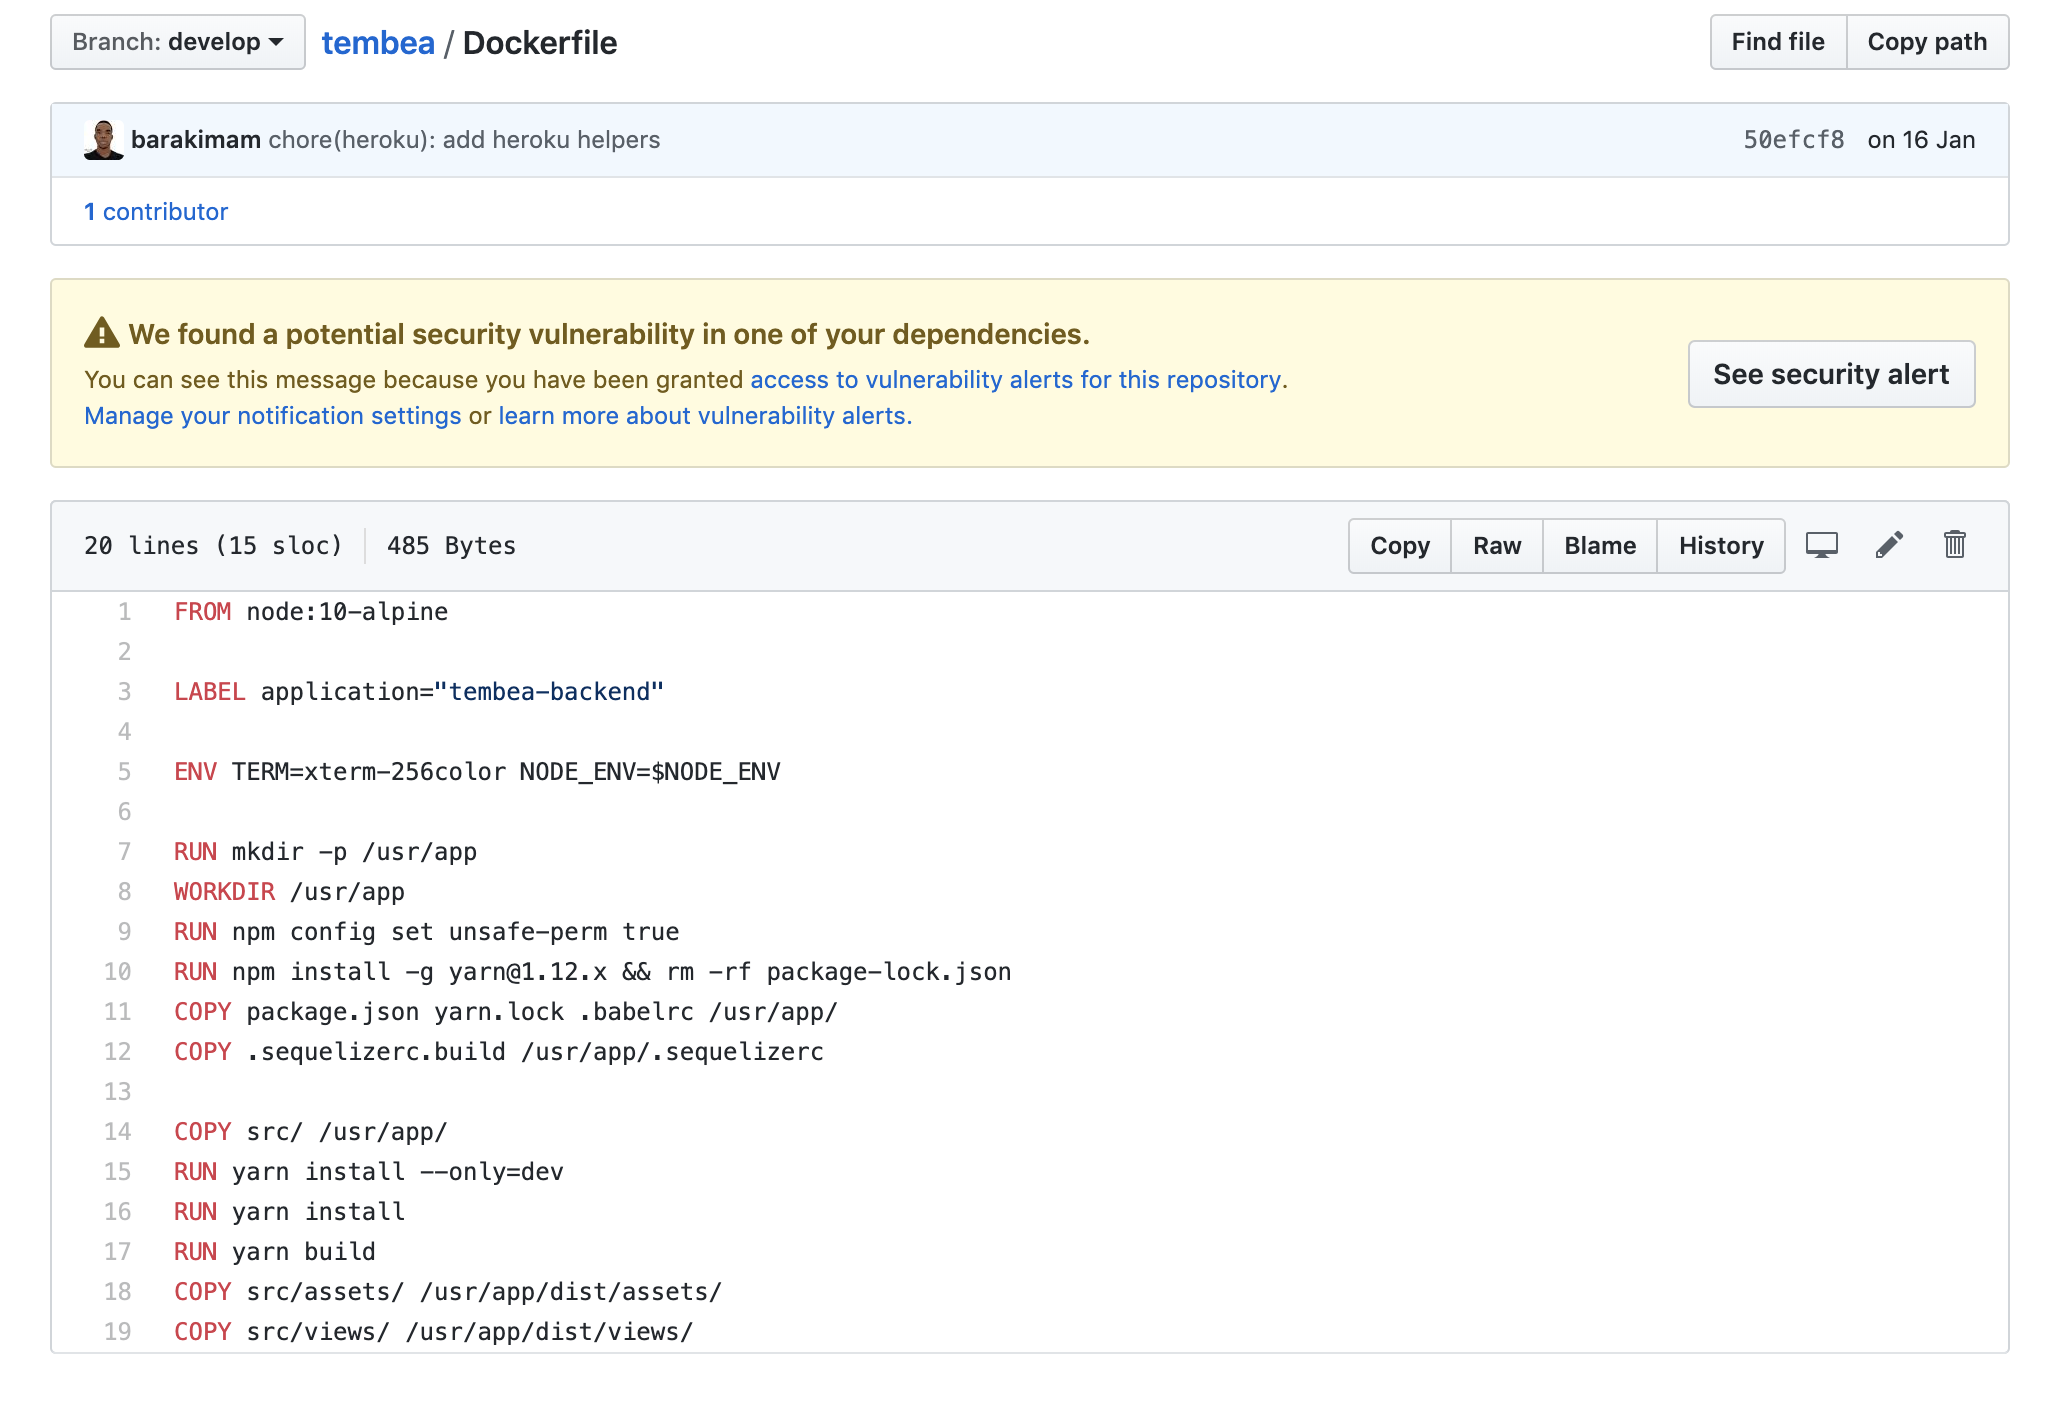 Branch: develop tembea / Dockerfile Find file Copy path
barakimam chore(heroku): add heroku helpers 50efcf8 on 16 Jan
1 contributor
We found a potential security vulnerability in one of your dependencies.
You can see this message because you have been granted access to vulnerability alerts for this repository.
Manage your notification settings or learn more about vulnerability alerts.
See security alert
20 lines (15 sloc) 485 Bytes Copy Raw Blame History
1 FROM node:10-alpine
2
3 LABEL application="tembea-backend"
4
5 ENV TERM=xterm-256color NODE_ENV=$NODE_ENV
6
7 RUN mkdir -p /usr/app
8 WORKDIR /usr/app
9 RUN npm config set unsafe-perm true
10 RUN npm install -g yarn@1.12.x && rm -rf package-lock.json
11 COPY package.json yarn.lock .babelrc /usr/app/
12 COPY .sequelizerc.build /usr/app/.sequelizerc
13
14 COPY src/ /usr/app/
15 RUN yarn install --only=dev
16 RUN yarn install
17 RUN yarn build
18 COPY src/assets/ /usr/app/dist/assets/
19 COPY src/views/ /usr/app/dist/views/